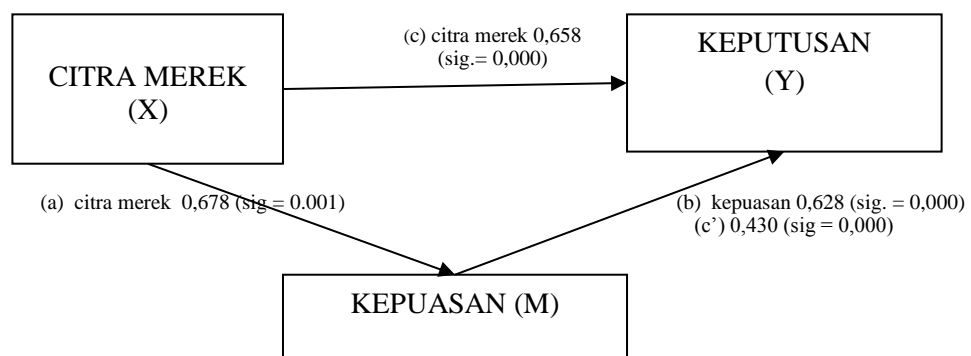 (c) citra merek 0,658
(sig.= 0,000)
CITRA MEREK
(X)
KEPUTUSAN
(Y)
(a) citra merek 0,678 (sig = 0.001)
(b) kepuasan 0,628 (sig. = 0,000)
(c’) 0,430 (sig = 0,000)
KEPUASAN (M)